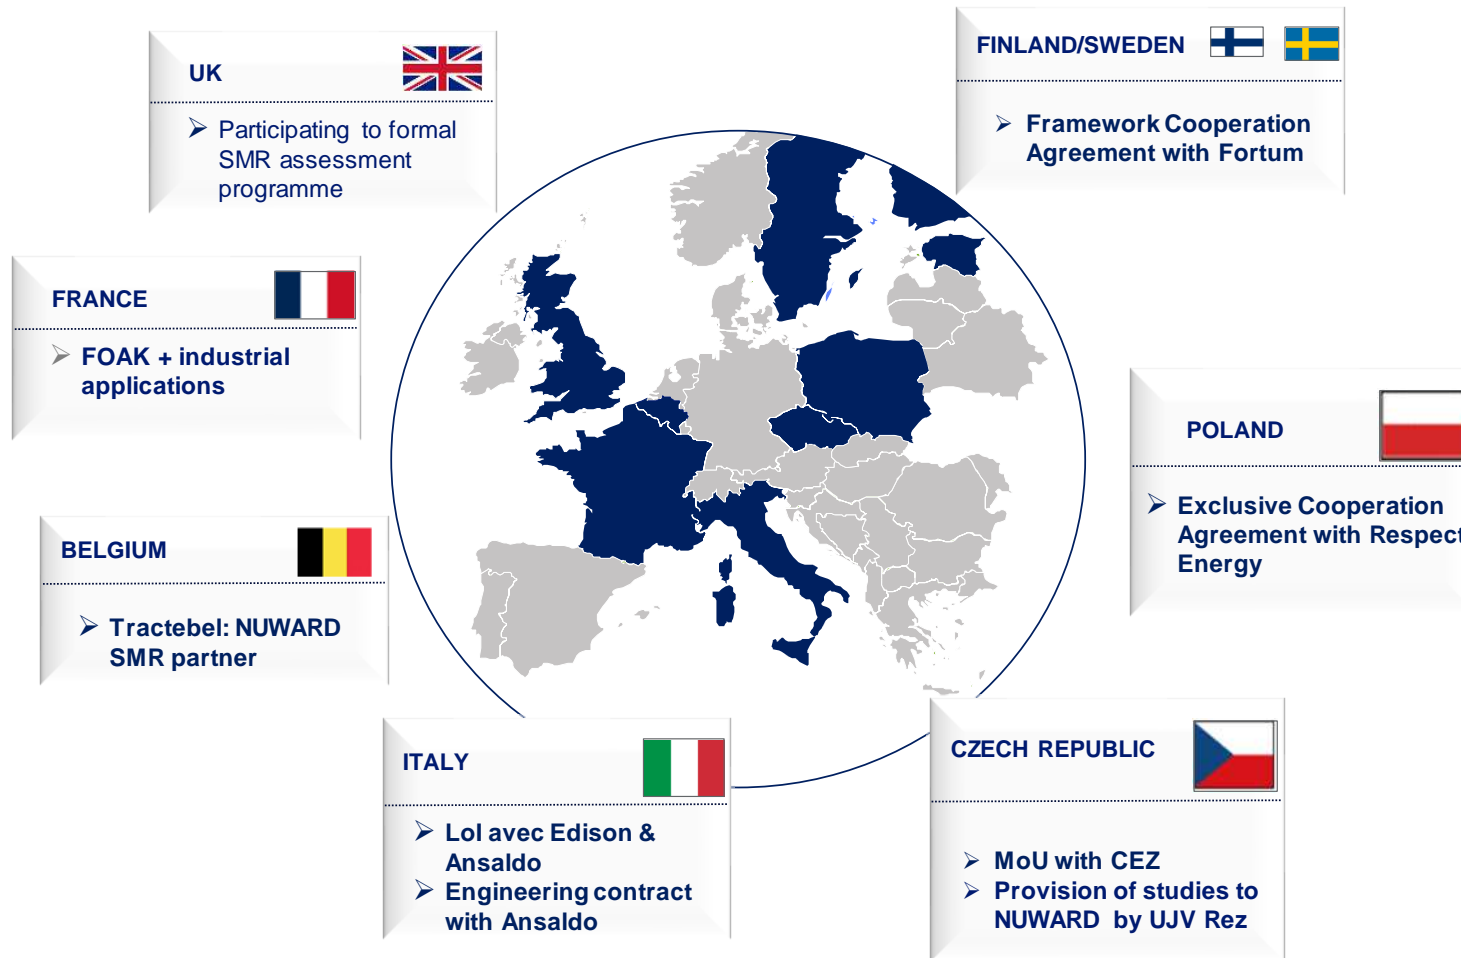 UK
➢ Participating to formal
SMR assessment
programme
FINLAND/SWEDEN
➢ Framework Cooperation
Agreement with Fortum
FRANCE
➢ FOAK + industrial
applications
POLAND
➢ Exclusive Cooperation
Agreement with Respect
Energy
BELGIUM
➢ Tractebel: NUWARD
SMR partner
ITALY
➢ LoI avec Edison &
Ansaldo
➢ Engineering contract
with Ansaldo
CZECH REPUBLIC
➢ MoU with CEZ
➢ Provision of studies to
NUWARD by UJV Rez